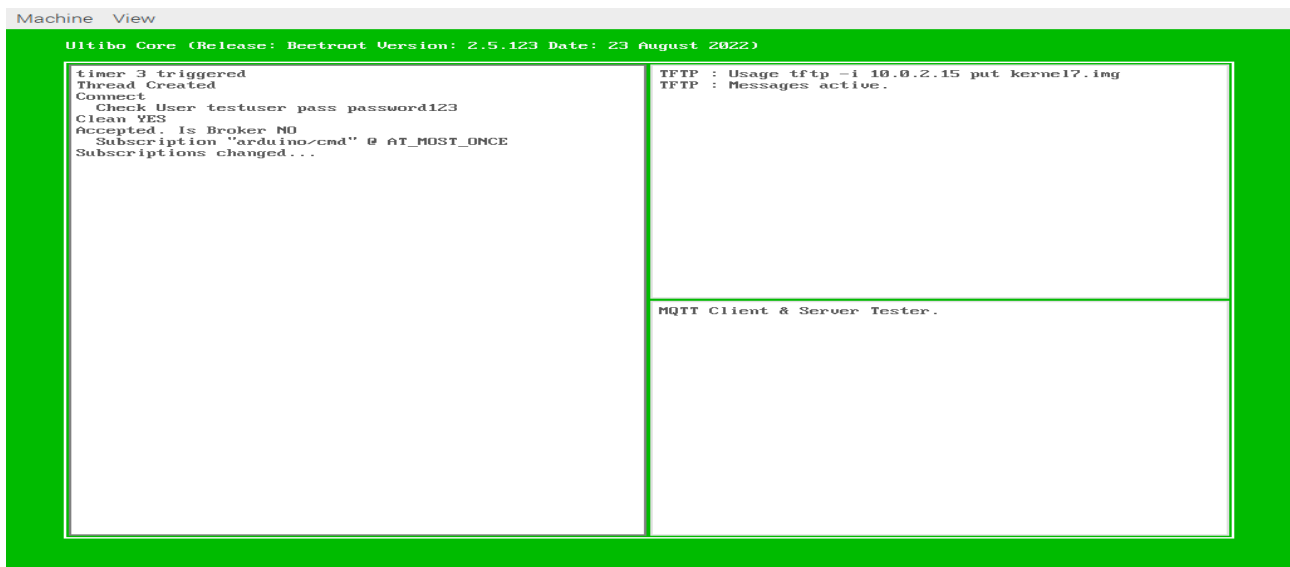 Machine View
Ultibo Core (Release: Beetroot Version: 2.5.123 Date: 23 August 2022)
timer 3 triggered
Thread Created
Connect
Check User testuser pass password123
Clean YES
Accepted. Is Broker NO
Subscription "arduino/cmd" @ AT_MOST_ONCE
Subscriptions changed...
TFTP : Usage tftp -i 10.0.2.15 put kernel7.img
TFTP : Messages active.
MQTT Client & Server Tester.